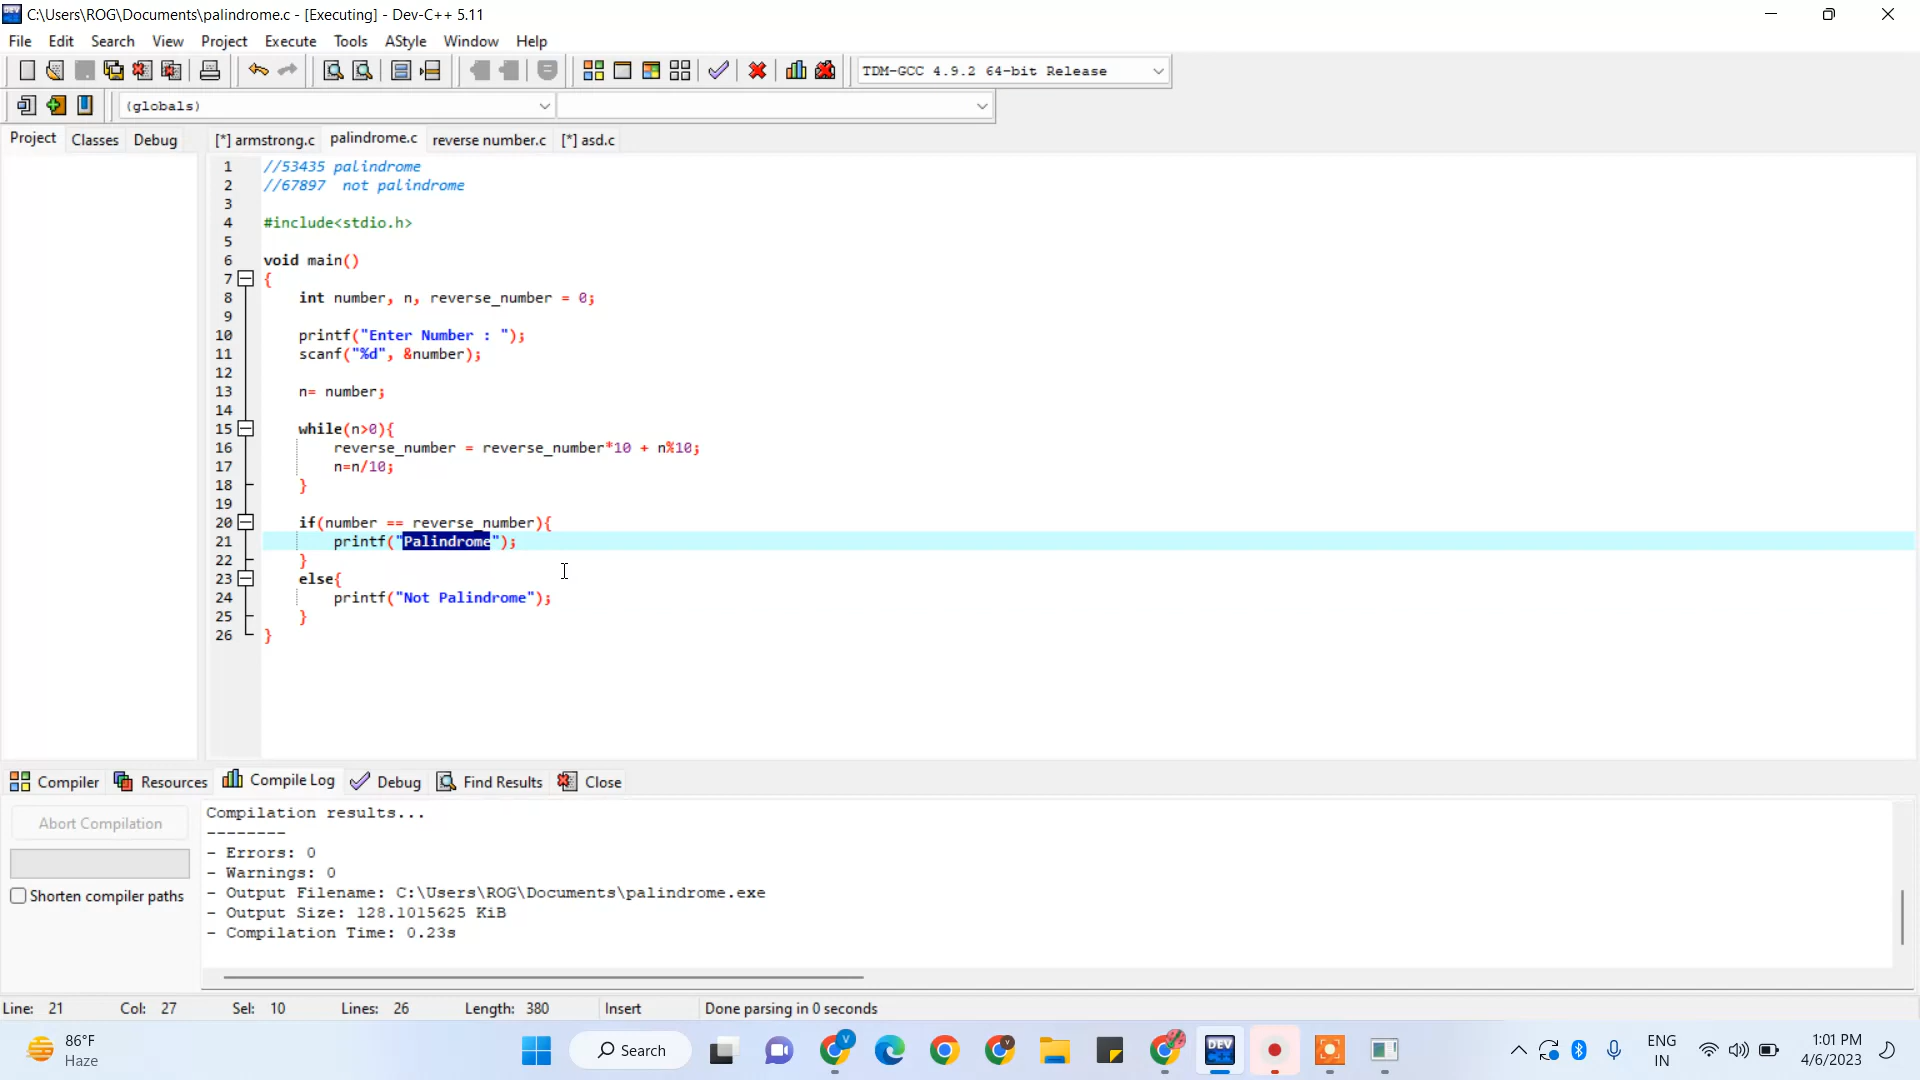 C:\Users\ROG\Documents\palindrome.c - [Executing] - Dev-C++ 5.11
File Edit Search View Project Execute Tools AStyle Window Help
TDM-GCC 4.9.2 64-bit Release
(globals)
Project Classes Debug [*] armstrong.c palindrome.c reverse number.c [*] asd.c
1 //53435 palindrome
2 //67897  not palindrome
3
4 #include<stdio.h>
5
6 void main()
7 {
8 int number, n, reverse_number = 0;
9
10 printf("Enter Number : ");
11 scanf("%d", &number);
12
13 n= number;
14
15 while(n>0){
16 reverse_number = reverse_number*10 + n%10;
17 n=n/10;
18 }
19
20 if(number == reverse_number){
21 printf("Palindrome");
22 }
23 else{
24 printf("Not Palindrome");
25 }
26 }
Compiler Resources Compile Log Debug Find Results Close
Abort Compilation
Shorten compiler paths
Compilation results...
--------
- Errors: 0
- Warnings: 0
- Output Filename: C:\Users\ROG\Documents\palindrome.exe
- Output Size: 128.1015625 KiB
- Compilation Time: 0.23s
Line: 21 Col: 27 Sel: 10 Lines: 26 Length: 380 Insert Done parsing in 0 seconds
86°F
Haze
Search
DEV
V
ENG
IN
1:01 PM
4/6/2023